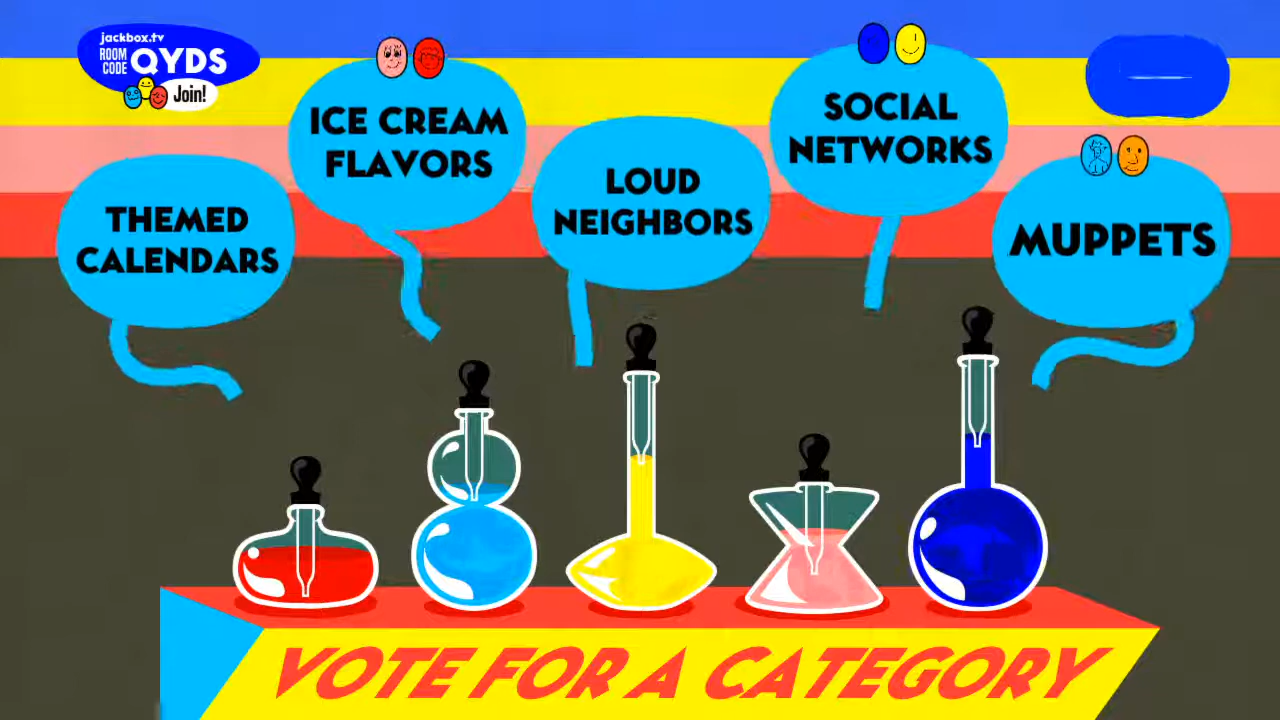 jackbox.tv
ROOM
CODE
QYDS
Join!
THEMED
CALENDARS
ICE CREAM
FLAVORS
LOUD
NEIGHBORS
SOCIAL
NETWORKS
MUPPETS
VOTE FOR A CATEGORY